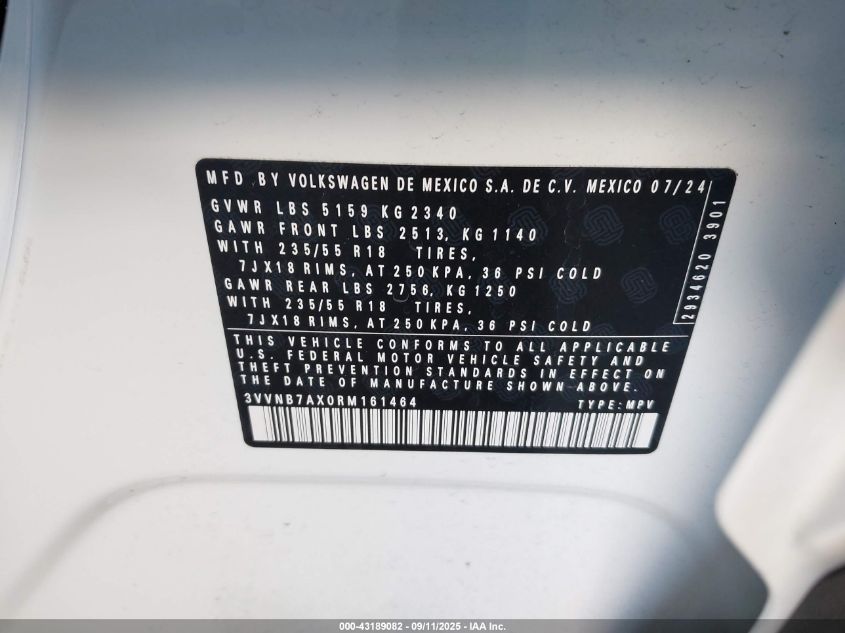 MFD BY VOLKSWAGEN DE MEXICO S.A. DE C.V. MEXICO 07/24
GVWR LBS 5159 KG 2340
GAWR FRONT LBS 2513, KG 1140
WITH 235/55 R18 TIRES,
7JX18 RIMS, AT 250 KPA, 36 PSI COLD
GAWR REAR LBS 2756, KG 1250
WITH 235/55 R18 TIRES,
7JX18 RIMS, AT 250 KPA, 36 PSI COLD
2934620 3901
THIS VEHICLE CONFORMS TO ALL APPLICABLE
U.S. FEDERAL MOTOR VEHICLE SAFETY AND
THEFT PREVENTION STANDARDS IN EFFECT ON
THE DATE OF MANUFACTURE SHOWN ABOVE.
3VVNB7AX0RM161464 TYPE: MPV
000-43189082 - 09/11/2025 - IAA Inc.